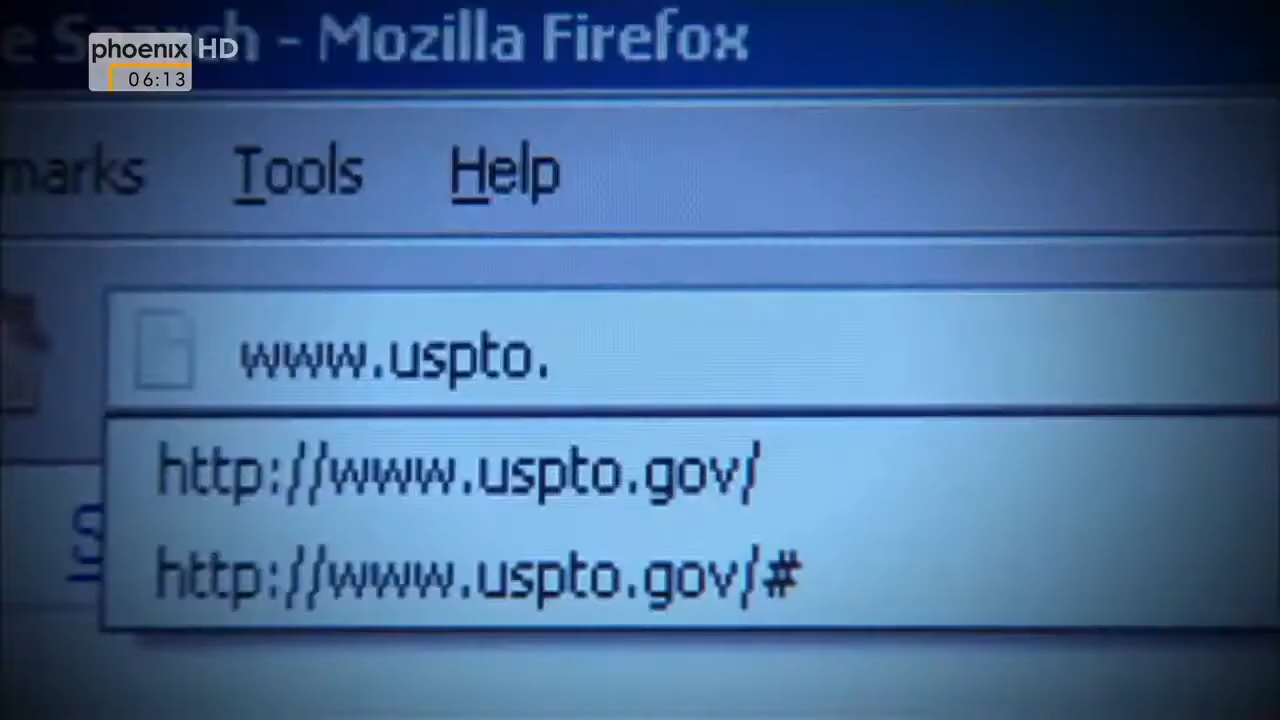 - Mozilla Firefox
phoenix HD
06:13
Tools Help
www.uspto.
http://www.uspto.gov/
http://www.uspto.gov/#